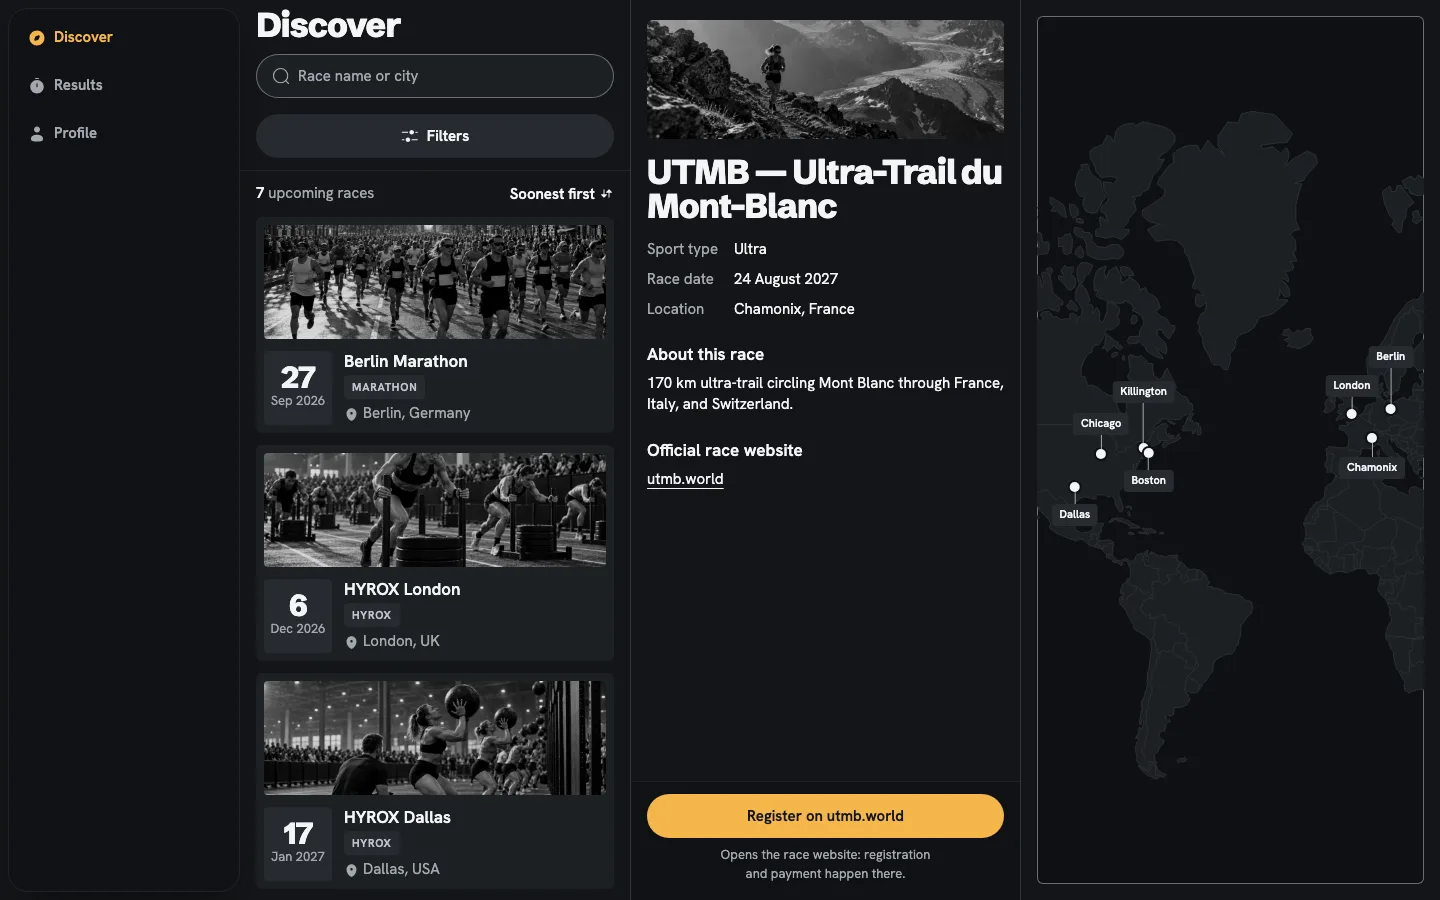 Discover
Results
Profile
Discover
Race name or city
Filters
7 upcoming races
Soonest first
27
Sep 2026
Berlin Marathon
MARATHON
Berlin, Germany
6
Dec 2026
HYROX London
HYROX
London, UK
17
Jan 2027
HYROX Dallas
HYROX
Dallas, USA
UTMB — Ultra-Trail du
Mont-Blanc
Sport type Ultra
Race date 24 August 2027
Location Chamonix, France
About this race
170 km ultra-trail circling Mont Blanc through France,
Italy, and Switzerland.
Official race website
utmb.world
Register on utmb.world
Opens the race website: registration
and payment happen there.
Berlin
London
Killington
Chicago
Chamonix
Boston
Dallas